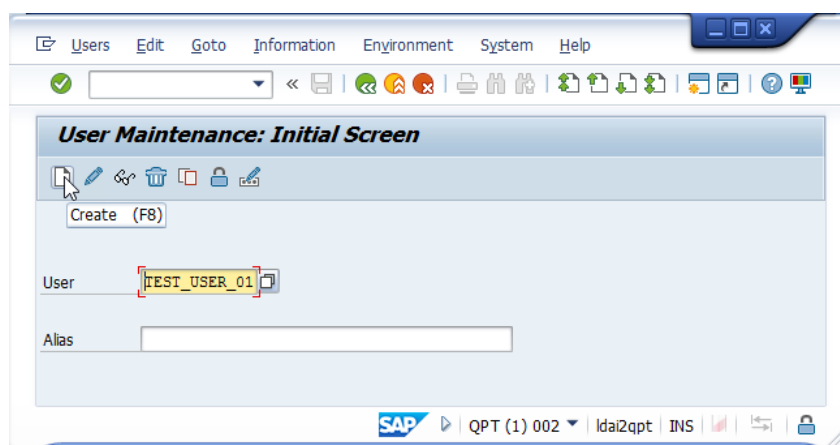 Users Edit Goto Information Environment System Help
User Maintenance: Initial Screen
Create (F8)
User TEST_USER_01
Alias
SAP QPT (1) 002 ldai2qpt INS